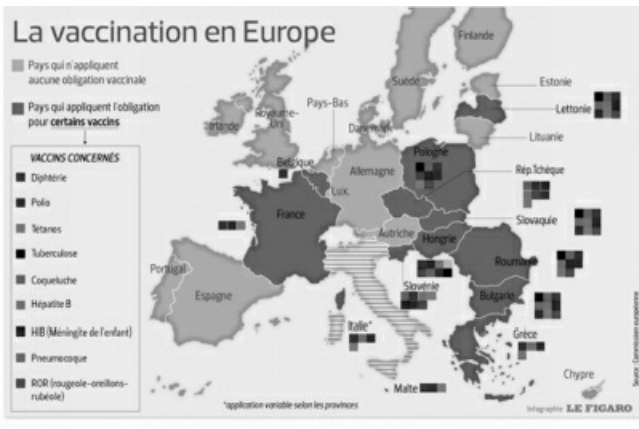 La vaccination en Europe
Pays qui n'appliquent
aucune obligation vaccinale
Pays qui appliquent l'obligation
pour certains vaccins
VACCINS CONCERNÉS
Diphtérie
Polio
Tetanos
Tuberculose
Coqueluche
Hépatite B
HIB (Méningite de l'enfant)
Pneumocoque
ROR (rougeole-oreillons-
rubéole)
Finlande
Suède
Estonie
Lettonie
Lituanie
Danemark
Pays-Bas
Royaume-
Uni
Irlande
Belgique
Lux.
Allemagne
Pologne
Rép.Tchèque
Slovaquie
France
Autriche
Hongrie
Roumanie
Slovénie
Bulgarie
Portugal
Espagne
Italie*
Grèce
Malte
Chypre
*application variable selon les provinces
Source : Commission européenne
Infographie LE FIGARO